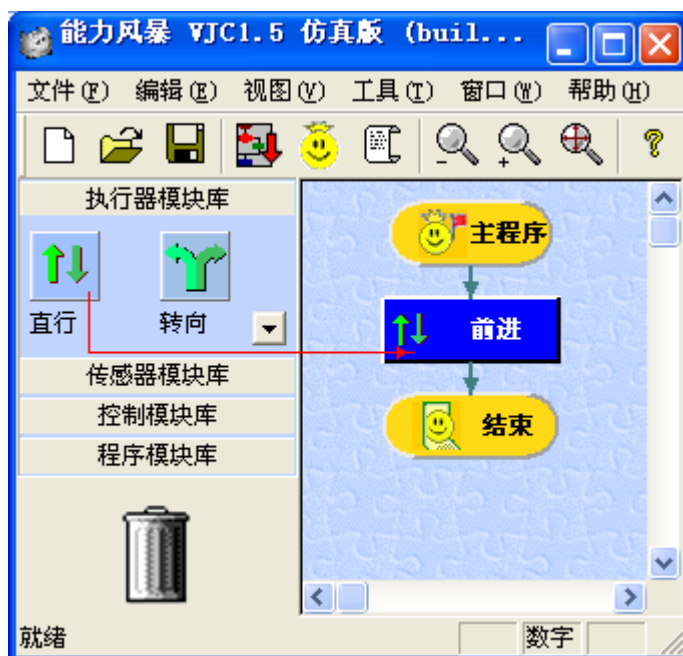 能力风暴 VJC1.5 仿真版 (buil...
文件(F) 编辑(E) 视图(V) 工具(T) 窗口(W) 帮助(H)
执行器模块库
直行 转向
传感器模块库
控制模块库
程序模块库
主程序
前进
结束
就绪 数字